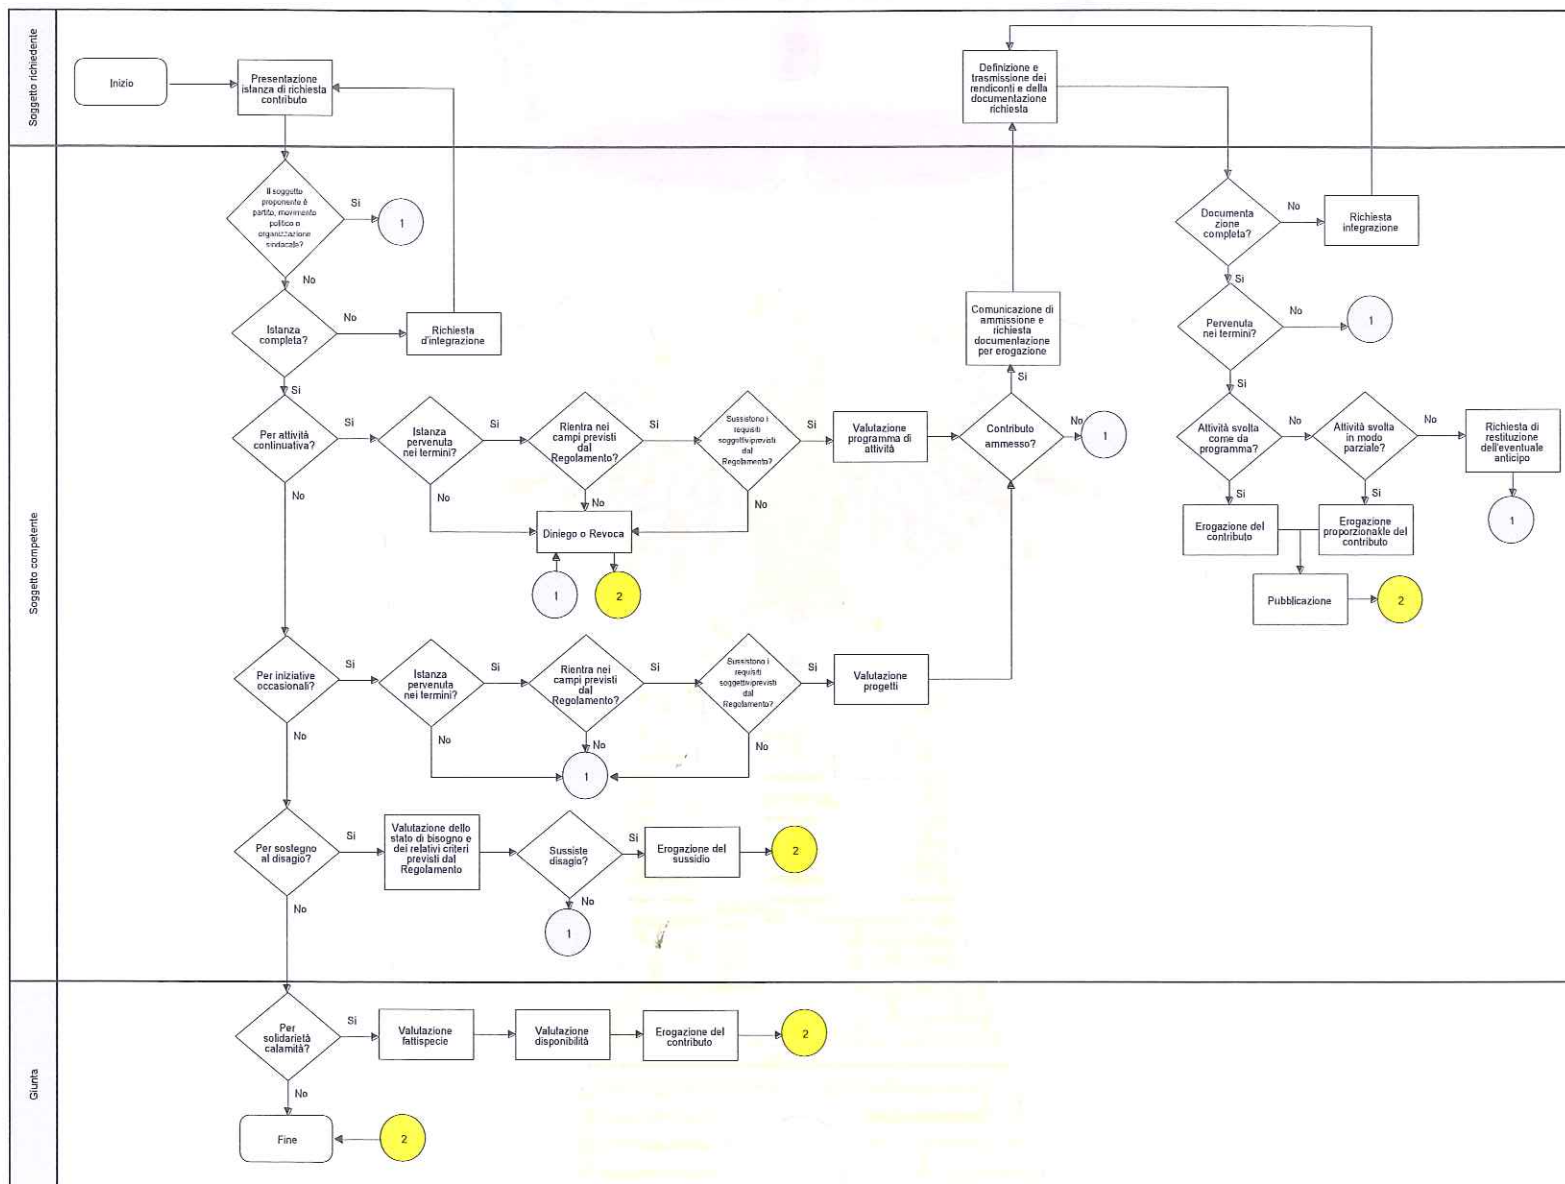 Soggetto richiedente
Inizio
Presentazione
istanza di richiesta
contributo
Definizione e
trasmissione dei
rendiconti e della
documentazione
richiesta
Soggetto competente
Il soggetto
proponente è
partito, movimento
politico o
organizzazione
sindacale?
Si
1
No
Istanza
completa?
No
Richiesta
d'integrazione
Si
Comunicazione di
ammissione e
richiesta
documentazione
per erogazione
Si
Documenta
zione
completa?
No
Richiesta
integrazione
Si
Pervenuta
nei termini?
No
1
Si
Per attività
continuativa?
Si
Istanza
pervenuta
nei termini?
Si
Rientra nei
campi previsti
dal
Regolamento?
Si
Sussistono i
requisiti
soggettivi previsti
dal
Regolamento?
Si
Valutazione
programma di
attività
Contributo
ammesso?
No
1
Attività svolta
come da
programma?
No
Attività svolta
in modo
parziale?
No
Richiesta di
restituzione
dell'eventuale
anticipo
1
No
No
No
No
Diniego o Revoca
1
2
Si
Si
Erogazione del
contributo
Erogazione
proporzionakle del
contributo
Pubblicazione
2
Per iniziative
occasionali?
Si
Istanza
pervenuta
nei termini?
Si
Rientra nei
campi previsti
dal
Regolamento?
Si
Sussistono i
requisiti
soggettivi previsti
dal
Regolamento?
Si
Valutazione
progetti
No
No
No
No
1
Per sostegno
al disagio?
Si
Valutazione dello
stato di bisogno e
dei relativi criteri
previsti dal
Regolamento
Sussiste
disagio?
Si
Erogazione del
sussidio
2
No
No
1
Giunta
Per
solidarietà
calamità?
Si
Valutazione
fattispecie
Valutazione
disponibilità
Erogazione del
contributo
2
No
Fine
2